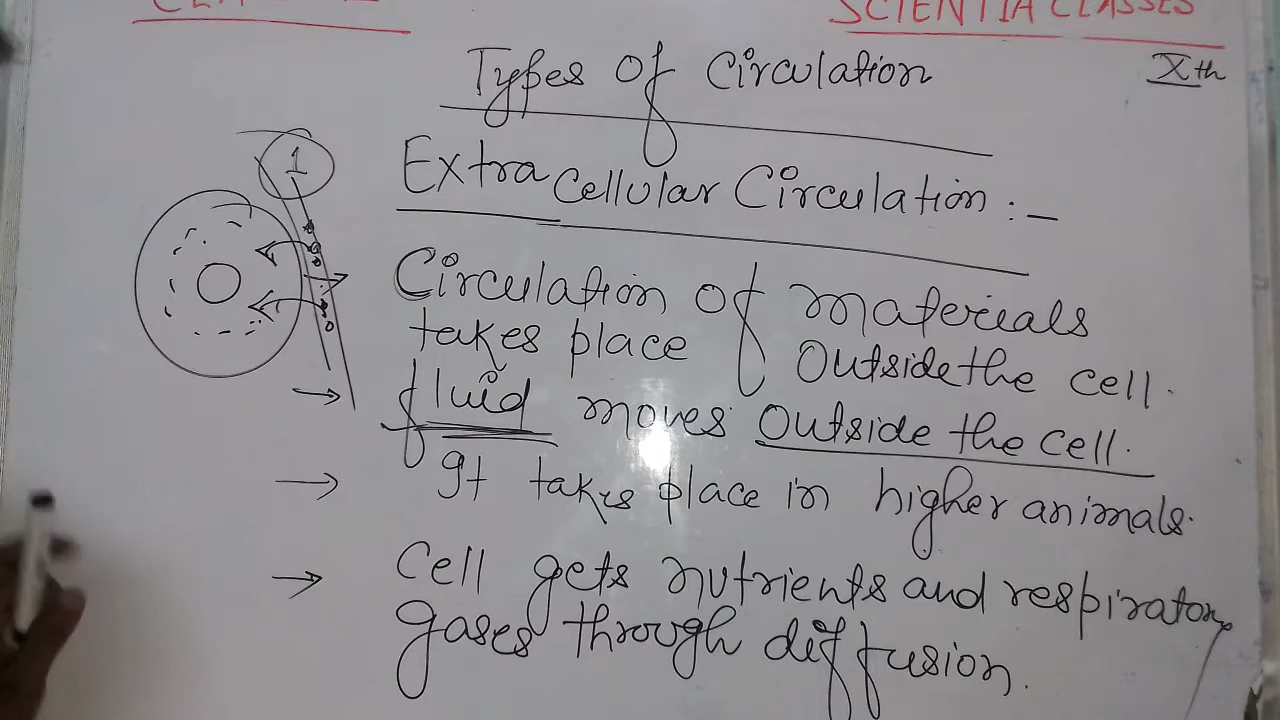 SCIENTIA CLASSES
Types Of Circulation
Xth
1
Extra Cellular Circulation :-
Circulation Of materials
takes place Outside the cell.
→ fluid moves Outside the cell.
→ It takes place in higher animals.
→ Cell gets nutrients and respiratory
gases through diffusion.